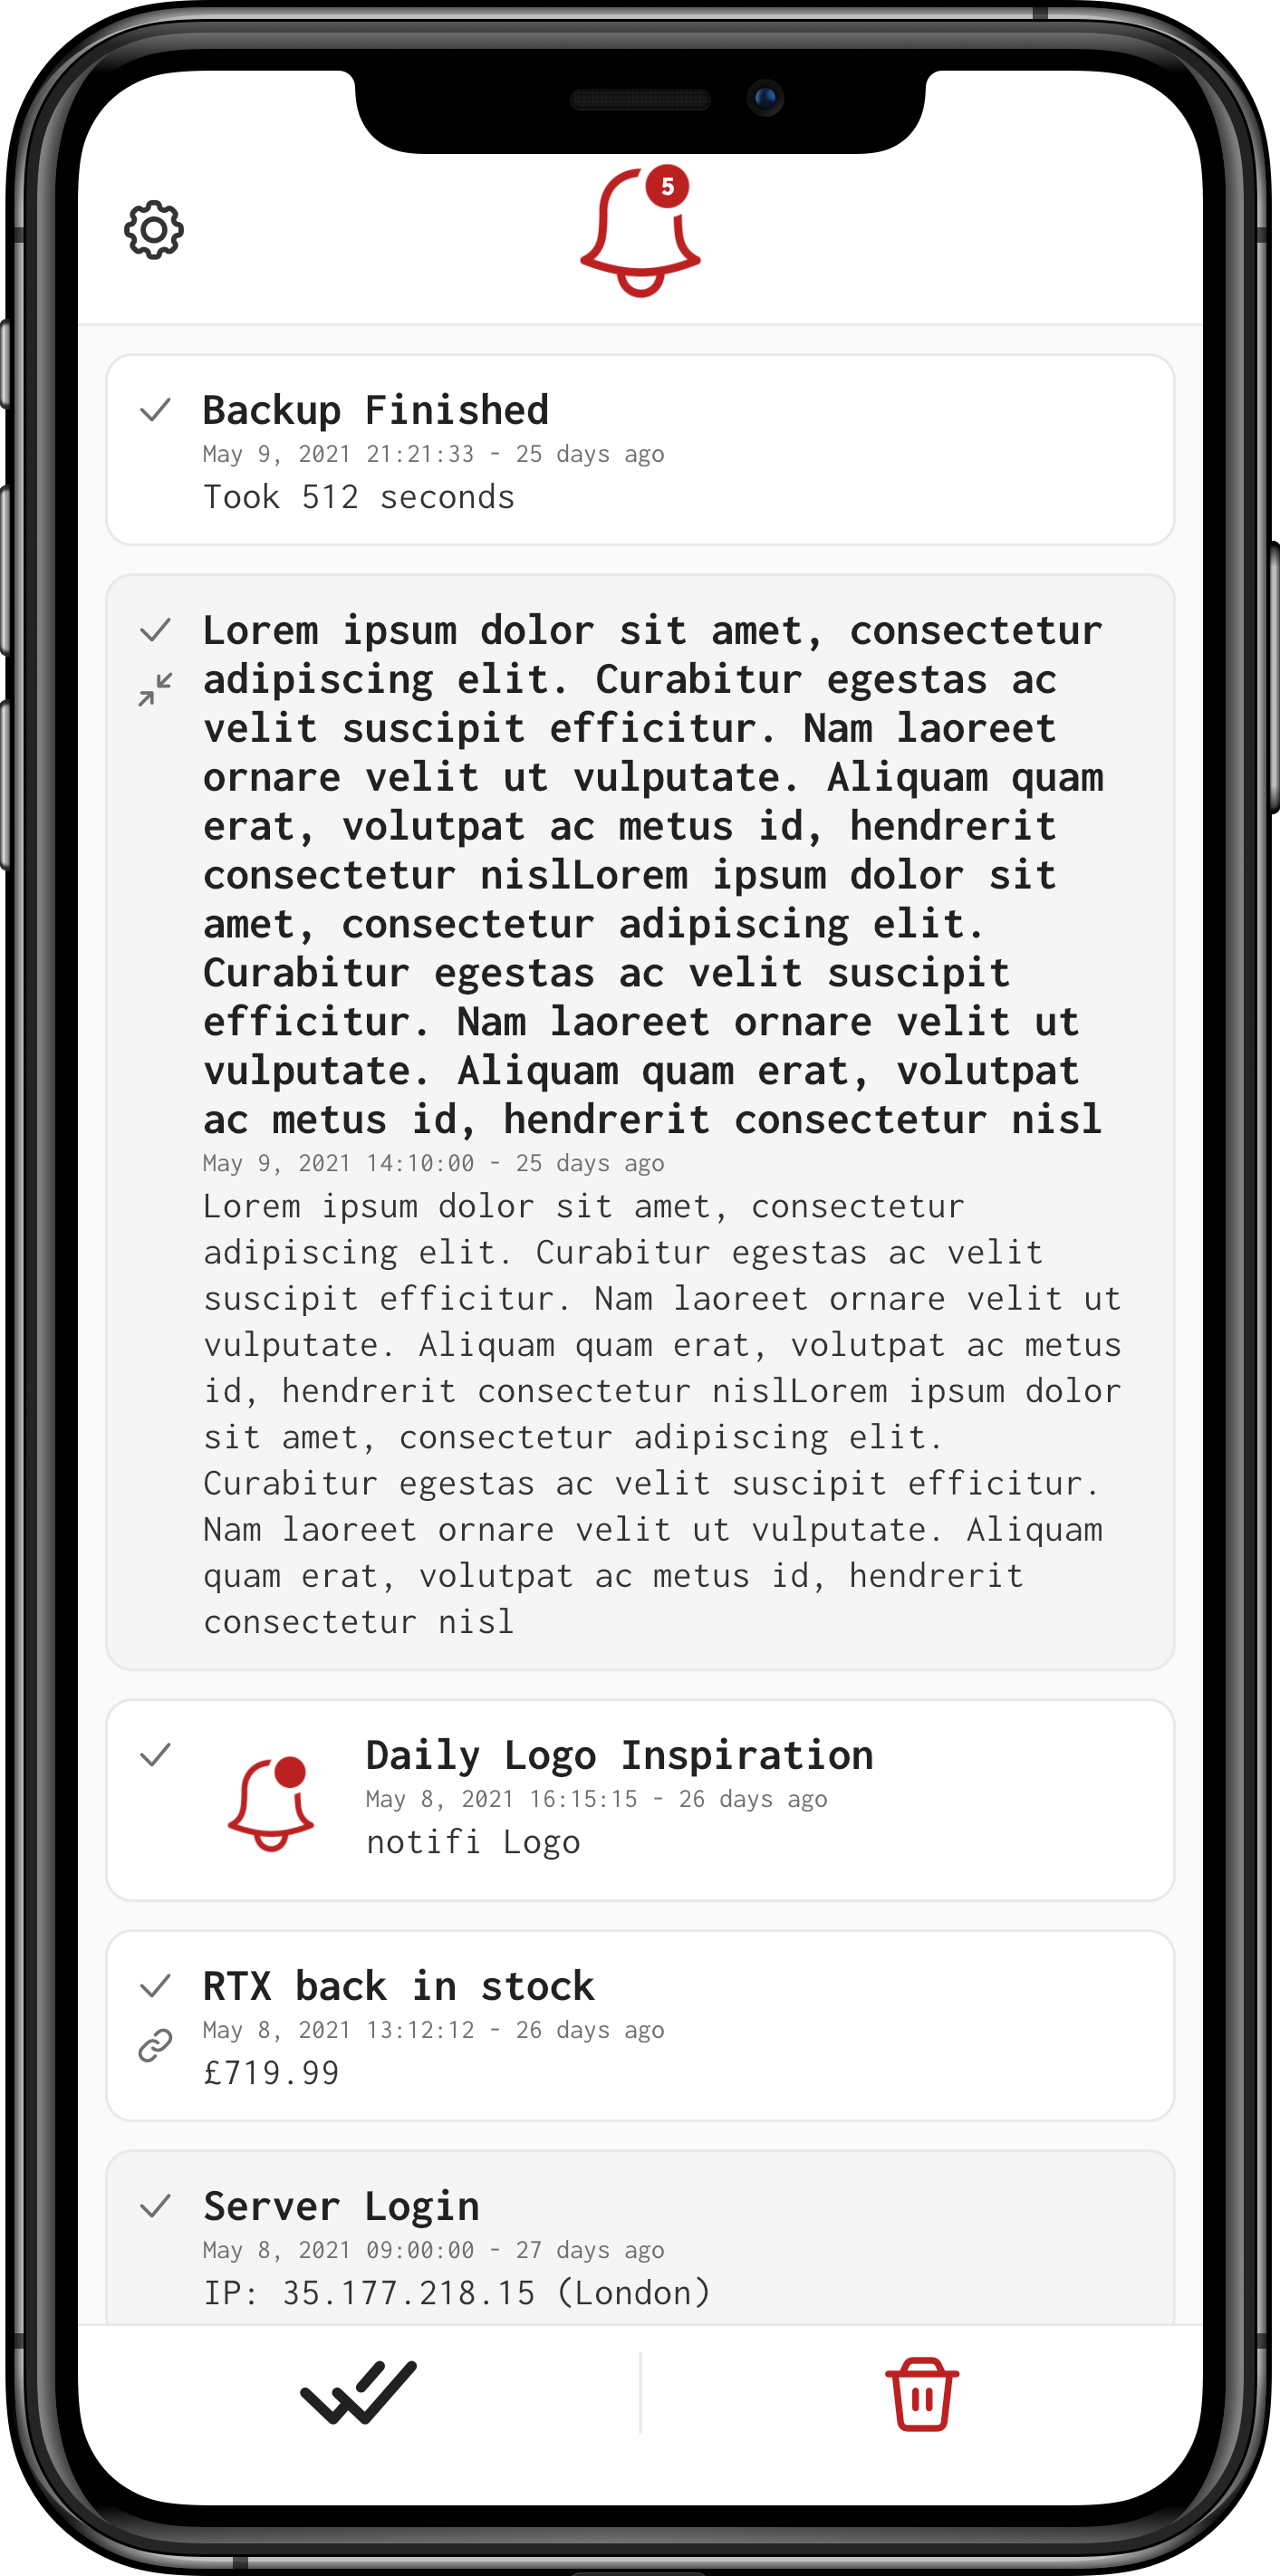 5
Backup Finished
May 9, 2021 21:21:33 - 25 days ago
Took 512 seconds
Lorem ipsum dolor sit amet, consectetur
adipiscing elit. Curabitur egestas ac
velit suscipit efficitur. Nam laoreet
ornare velit ut vulputate. Aliquam quam
erat, volutpat ac metus id, hendrerit
consectetur nislLorem ipsum dolor sit
amet, consectetur adipiscing elit.
Curabitur egestas ac velit suscipit
efficitur. Nam laoreet ornare velit ut
vulputate. Aliquam quam erat, volutpat
ac metus id, hendrerit consectetur nisl
May 9, 2021 14:10:00 - 25 days ago
Lorem ipsum dolor sit amet, consectetur
adipiscing elit. Curabitur egestas ac velit
suscipit efficitur. Nam laoreet ornare velit ut
vulputate. Aliquam quam erat, volutpat ac metus
id, hendrerit consectetur nislLorem ipsum dolor
sit amet, consectetur adipiscing elit.
Curabitur egestas ac velit suscipit efficitur.
Nam laoreet ornare velit ut vulputate. Aliquam
quam erat, volutpat ac metus id, hendrerit
consectetur nisl
Daily Logo Inspiration
May 8, 2021 16:15:15 - 26 days ago
notifi Logo
RTX back in stock
May 8, 2021 13:12:12 - 26 days ago
£719.99
Server Login
May 8, 2021 09:00:00 - 27 days ago
IP: 35.177.218.15 (London)